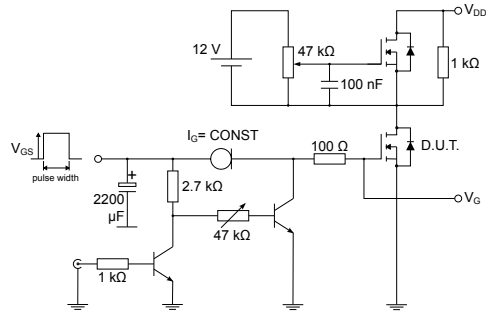 V_DD
12 V
47 kΩ
1 kΩ
100 nF
I_G= CONST
100 Ω
D.U.T.
V_GS
pulse width
+
2200
μF
2.7 kΩ
47 kΩ
V_G
1 kΩ